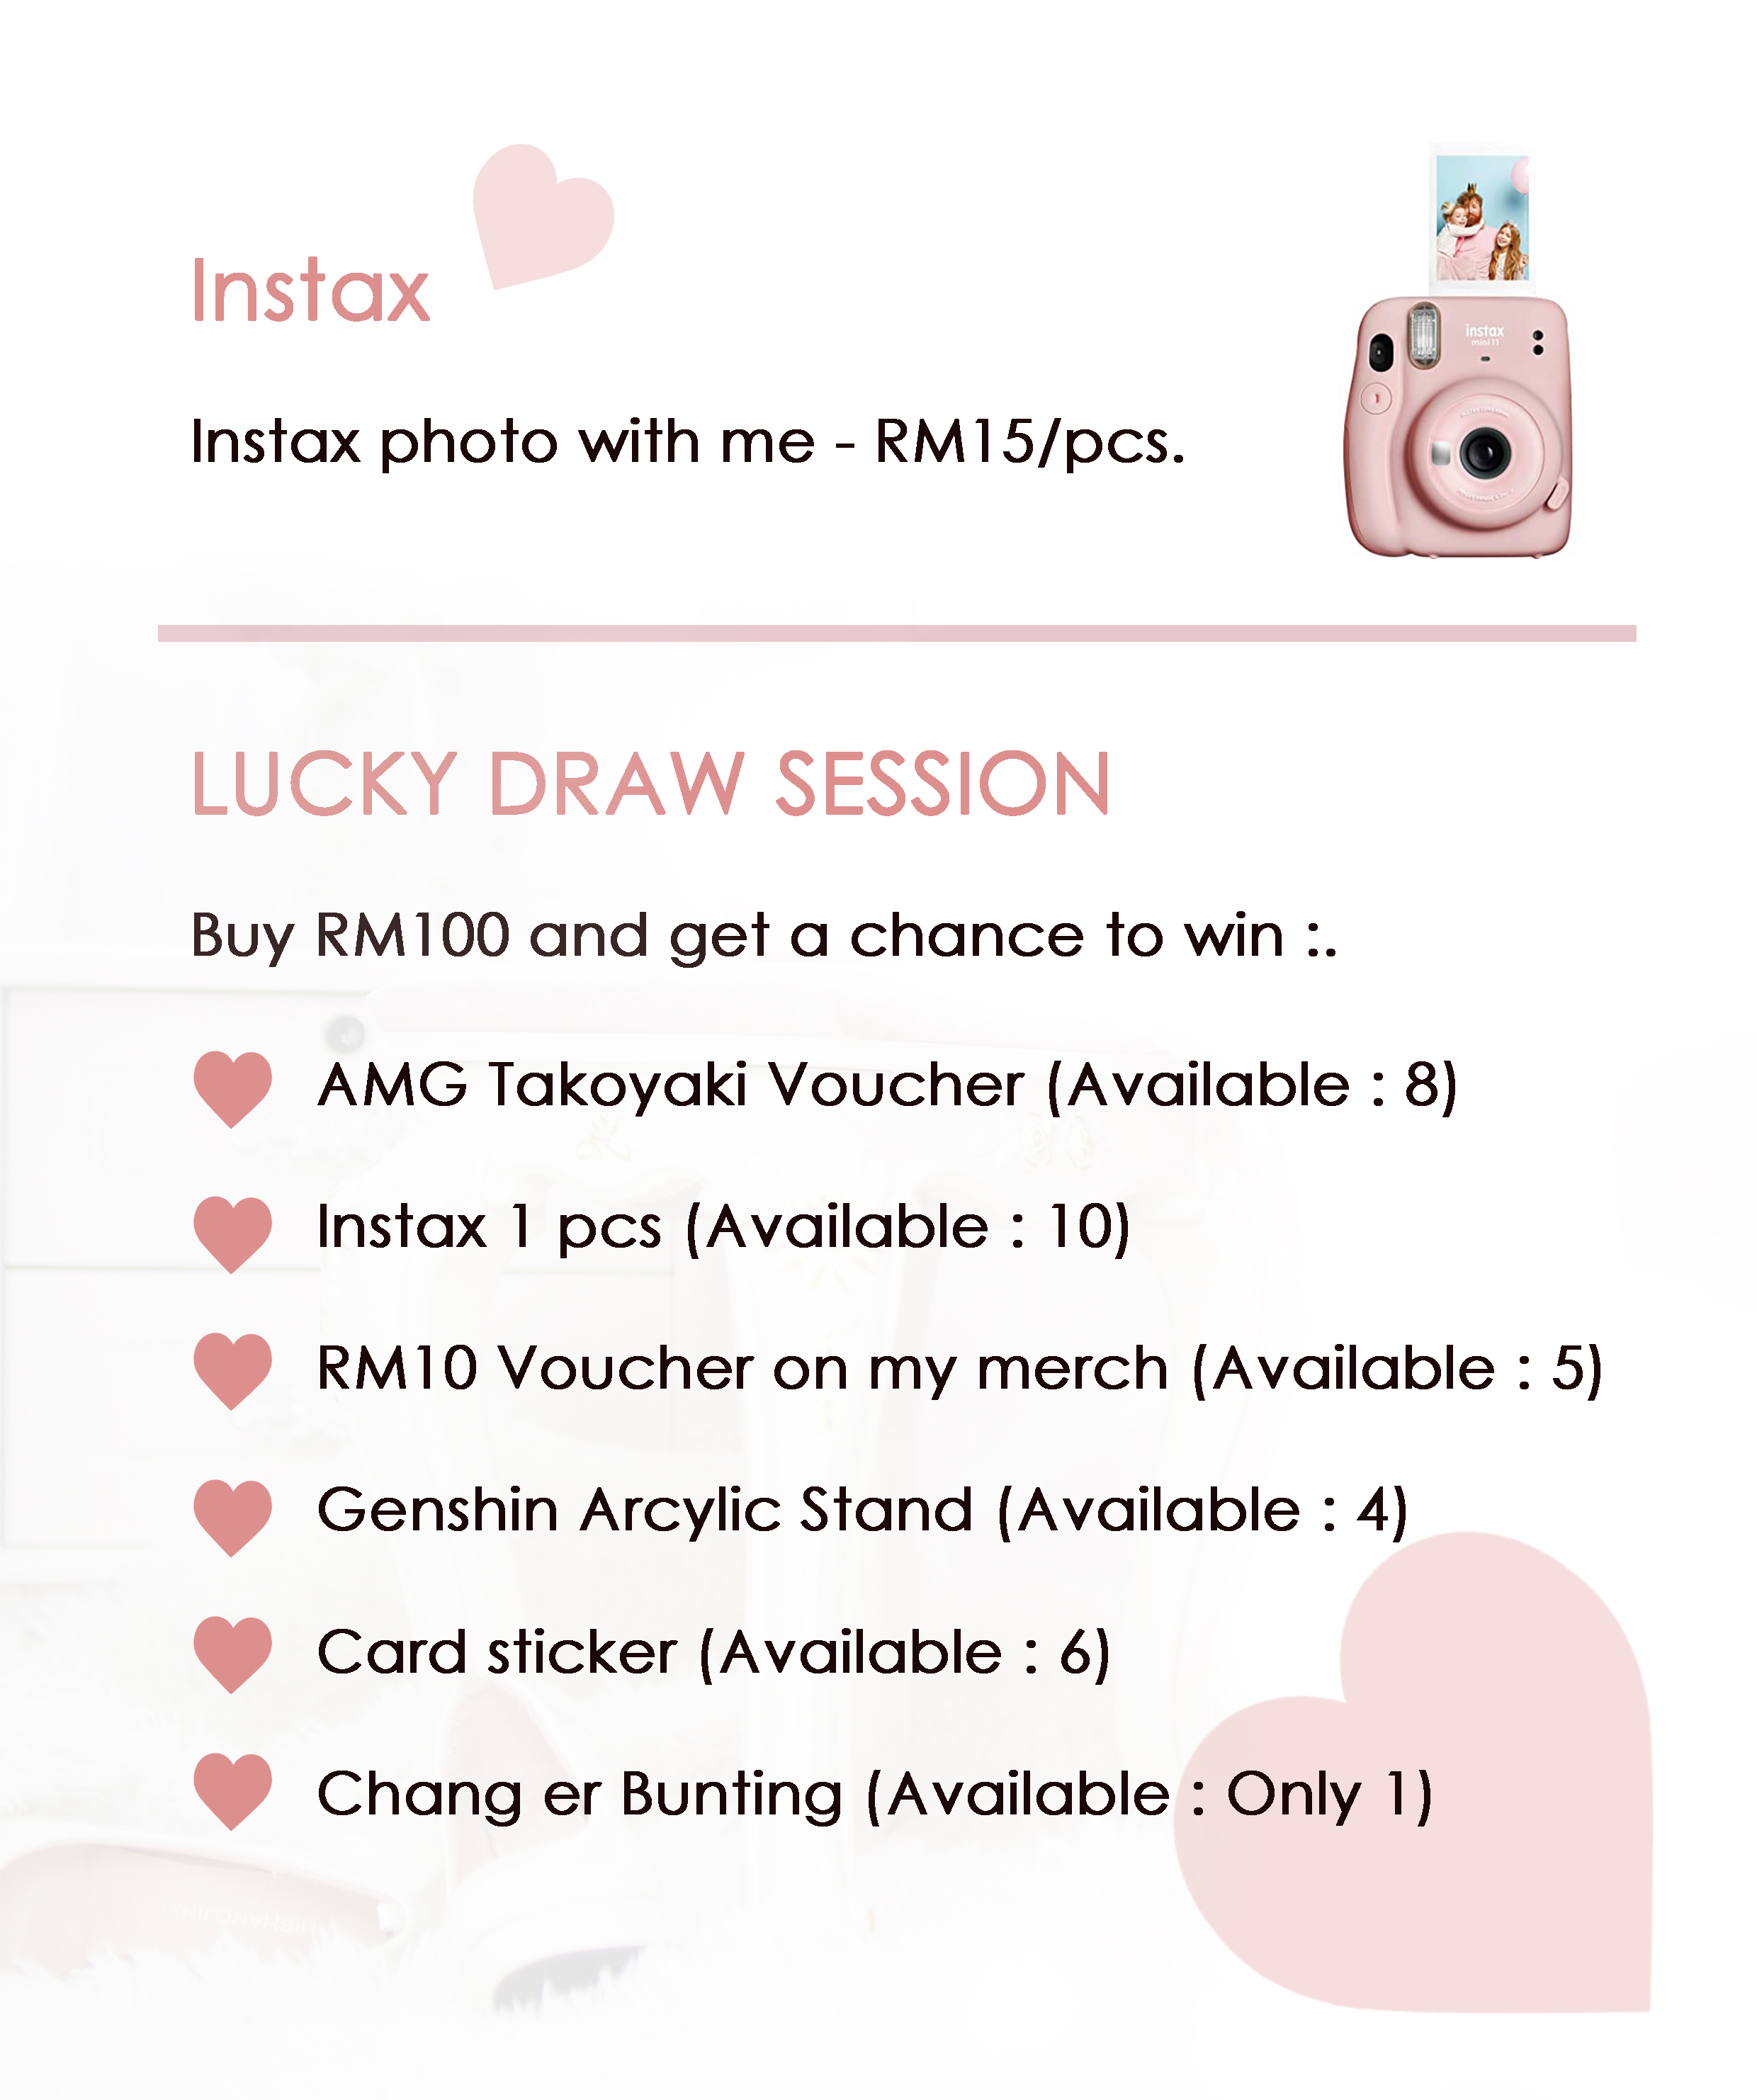 Instax
instax
mini 11
Instax photo with me - RM15/pcs.
LUCKY DRAW SESSION
Buy RM100 and get a chance to win :.
AMG Takoyaki Voucher (Available : 8)
Instax 1 pcs (Available : 10)
RM10 Voucher on my merch (Available : 5)
Genshin Arcylic Stand (Available : 4)
Card sticker (Available : 6)
Chang er Bunting (Available : Only 1)